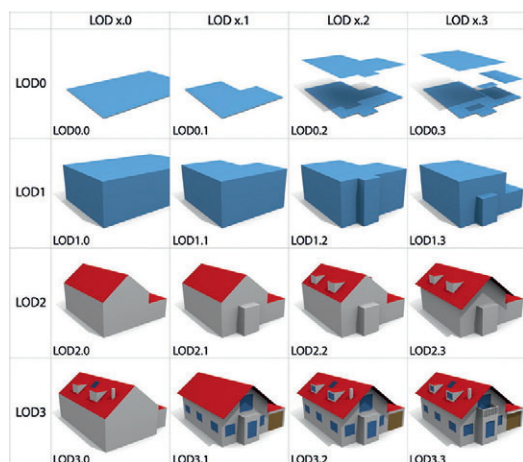 LOD x.0 LOD x.1 LOD x.2 LOD x.3
LOD0
LOD0.0 LOD0.1 LOD0.2 LOD0.3
LOD1
LOD1.0 LOD1.1 LOD1.2 LOD1.3
LOD2
LOD2.0 LOD2.1 LOD2.2 LOD2.3
LOD3
LOD3.0 LOD3.1 LOD3.2 LOD3.3